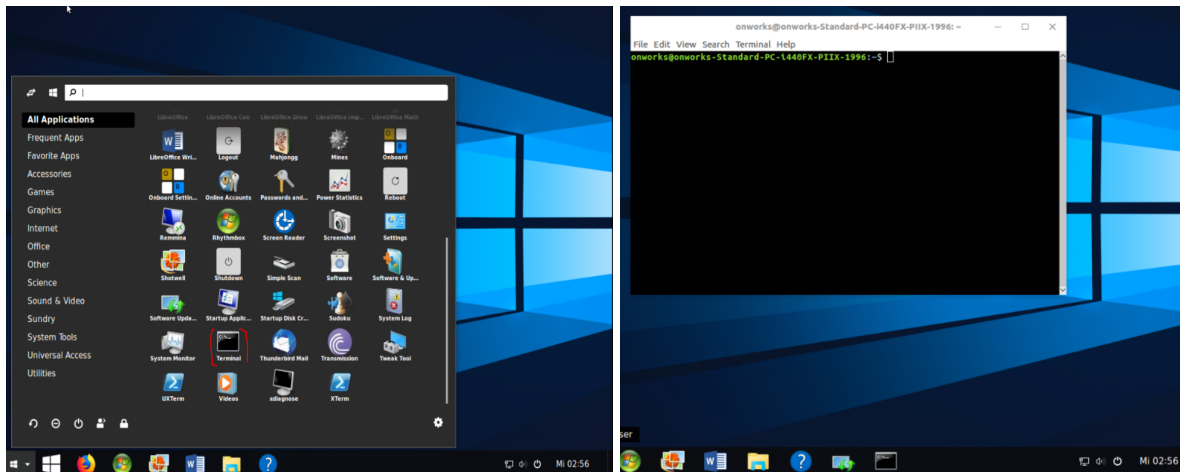 All Applications
Frequent Apps
Favorite Apps
Accessories
Games
Graphics
Internet
Office
Other
Science
Sound & Video
Sundry
System Tools
Universal Access
Utilities
LibreOffice LibreOffice Calc LibreOffice Draw LibreOffice Imp... LibreOffice Math
LibreOffice Wri... Logout Mahjongg Mines Onboard
Onboard Settin... Online Accounts Passwords and... Power Statistics Reboot
Remmina Rhythmbox Screen Reader Screenshot Settings
Shotwell Shutdown Simple Scan Software Software & Up...
Software Upda... Startup Applic... Startup Disk Cr... Sudoku System Log
System Monitor Terminal Thunderbird Mail Transmission Tweak Tool
UXTerm Videos xdiagnose XTerm
Mi 02:56
onworks@onworks-Standard-PC-i440FX-PIIX-1996: ~
File Edit View Search Terminal Help
onworks@onworks-Standard-PC-i440FX-PIIX-1996:~$
ser
Mi 02:56